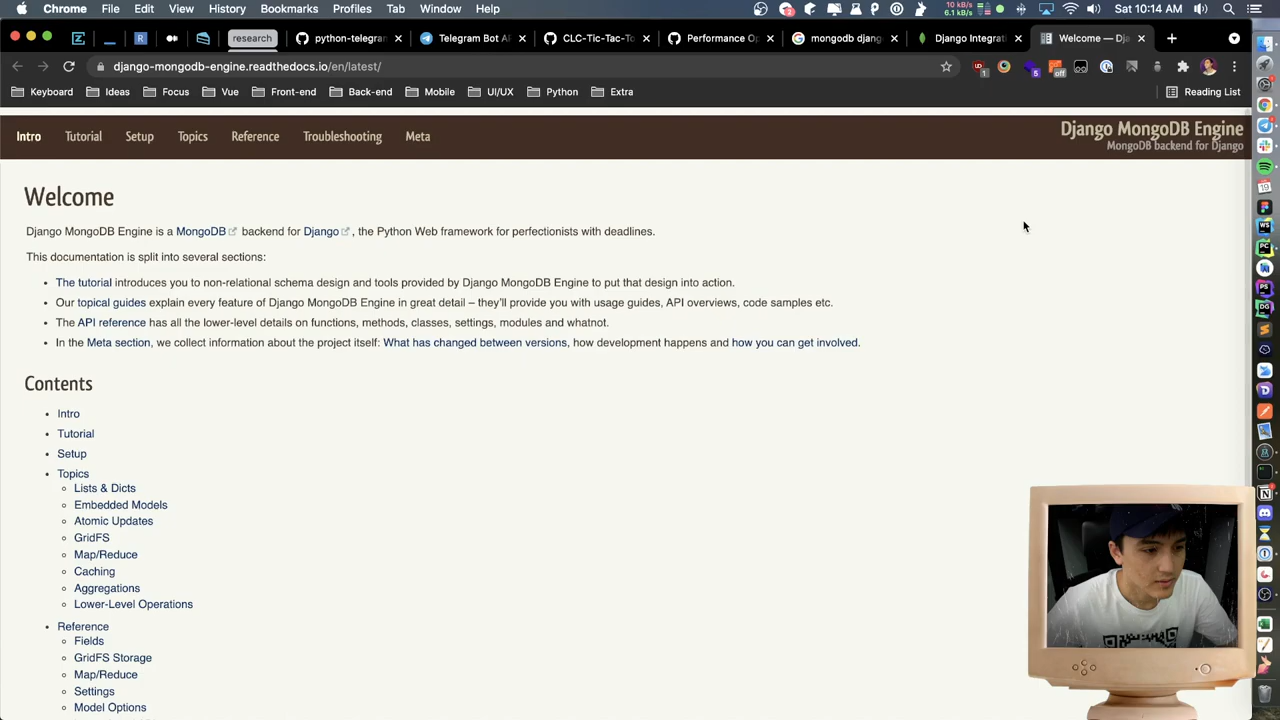 Chrome File Edit View History Bookmarks Profiles Tab Window Help
10 kB
6.1 kB/s
Sat 10:14 AM
research
python-telegra
Telegram Bot AP
CLC-Tic-Tac-To
Performance Op
mongodb djang
Django Integrati
Welcome — Dja
django-mongodb-engine.readthedocs.io/en/latest/
Keyboard Ideas Focus Vue Front-end Back-end Mobile UI/UX Python Extra Reading List
Intro Tutorial Setup Topics Reference Troubleshooting Meta
Django MongoDB Engine
MongoDB backend for Django
Welcome
Django MongoDB Engine is a MongoDB backend for Django, the Python Web framework for perfectionists with deadlines.
This documentation is split into several sections:
• The tutorial introduces you to non-relational schema design and tools provided by Django MongoDB Engine to put that design into action.
• Our topical guides explain every feature of Django MongoDB Engine in great detail – they'll provide you with usage guides, API overviews, code samples etc.
• The API reference has all the lower-level details on functions, methods, classes, settings, modules and whatnot.
• In the Meta section, we collect information about the project itself: What has changed between versions, how development happens and how you can get involved.
Contents
• Intro
• Tutorial
• Setup
• Topics
Lists & Dicts
Embedded Models
Atomic Updates
GridFS
Map/Reduce
Caching
Aggregations
Lower-Level Operations
• Reference
Fields
GridFS Storage
Map/Reduce
Settings
Model Options